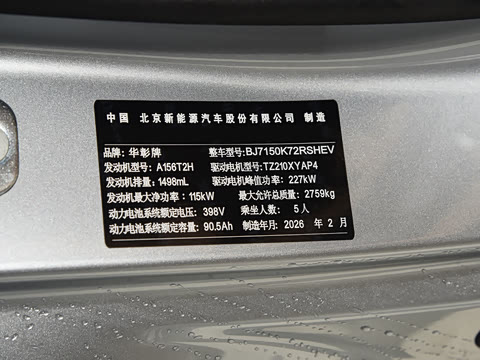 中国 北京新能源汽车股份有限公司 制造
品牌：华彰牌 整车型号：BJ7150K72RSHEV
发动机型号：A156T2H 驱动电机型号：TZ210XYAP4
发动机排量：1498mL 驱动电机峰值功率：227kW
发动机最大净功率：115kW 最大允许总质量：2759kg
动力电池系统额定电压：398V 乘坐人数：5人
动力电池系统额定容量：90.5Ah 制造年月：2026 年 2 月